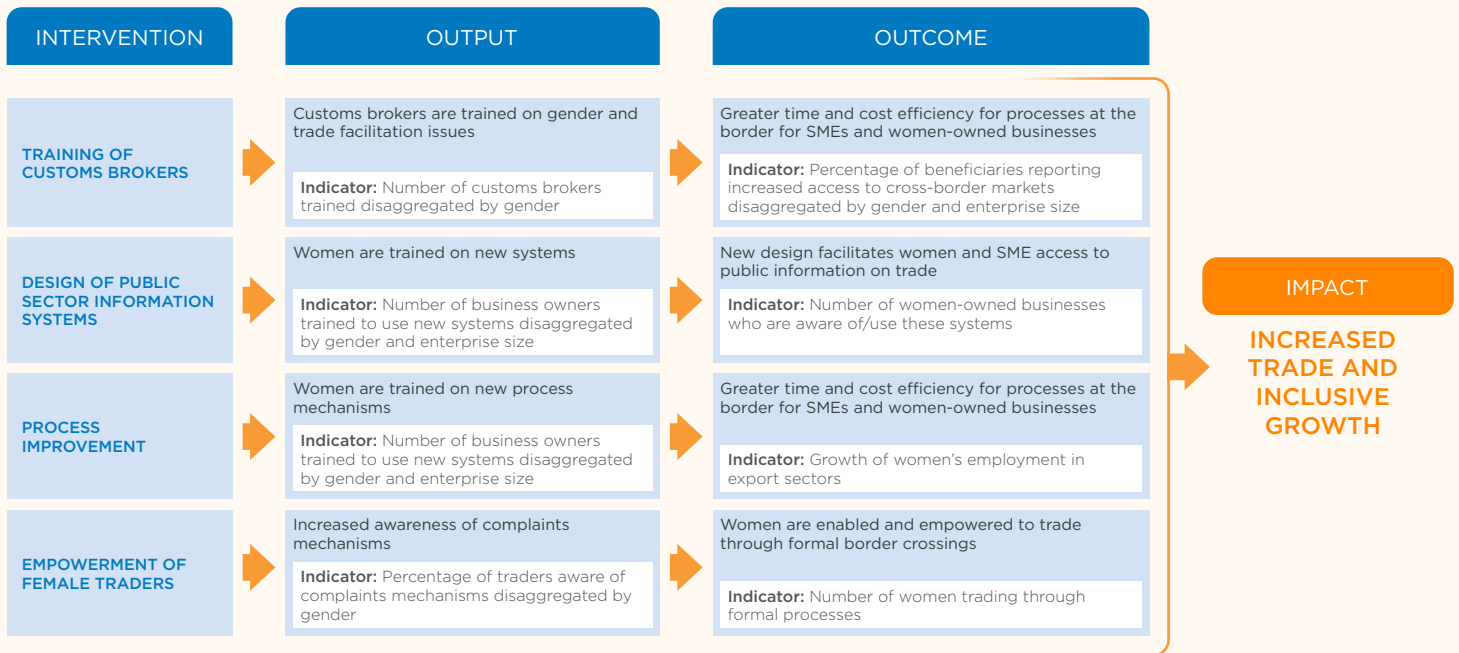 INTERVENTION
OUTPUT
OUTCOME
TRAINING OF
CUSTOMS BROKERS
Customs brokers are trained on gender and
trade facilitation issues
Indicator: Number of customs brokers
trained disaggregated by gender
Greater time and cost efficiency for processes at the
border for SMEs and women-owned businesses
Indicator: Percentage of beneficiaries reporting
increased access to cross-border markets
disaggregated by gender and enterprise size
DESIGN OF PUBLIC
SECTOR INFORMATION
SYSTEMS
Women are trained on new systems
Indicator: Number of business owners
trained to use new systems disaggregated
by gender and enterprise size
New design facilitates women and SME access to
public information on trade
Indicator: Number of women-owned businesses
who are aware of/use these systems
PROCESS
IMPROVEMENT
Women are trained on new process
mechanisms
Indicator: Number of business owners
trained to use new systems disaggregated
by gender and enterprise size
Greater time and cost efficiency for processes at the
border for SMEs and women-owned businesses
Indicator: Growth of women's employment in
export sectors
EMPOWERMENT OF
FEMALE TRADERS
Increased awareness of complaints
mechanisms
Indicator: Percentage of traders aware of
complaints mechanisms disaggregated by
gender
Women are enabled and empowered to trade
through formal border crossings
Indicator: Number of women trading through
formal processes
IMPACT
INCREASED
TRADE AND
INCLUSIVE
GROWTH